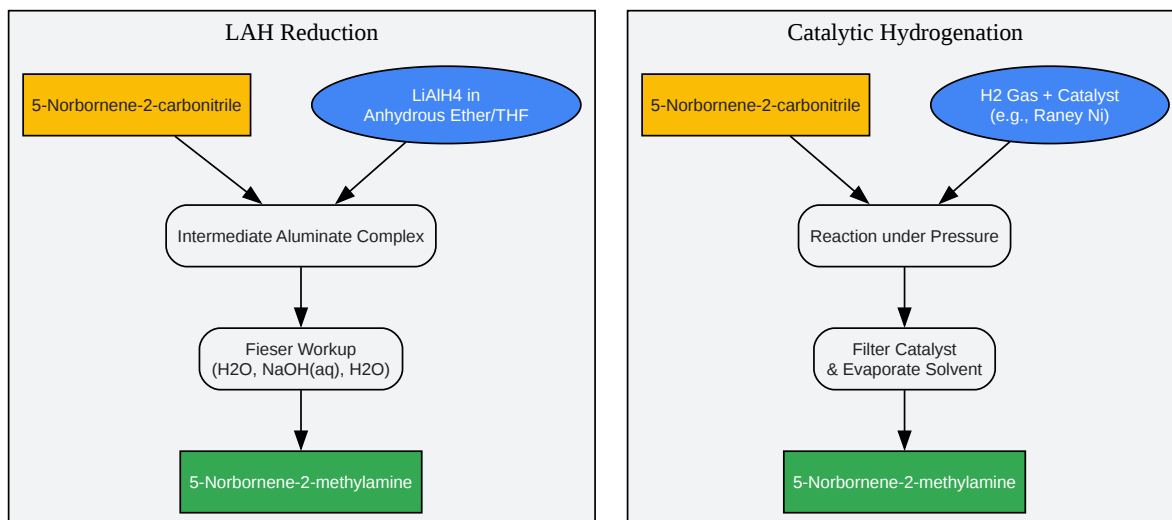 LAH Reduction
5-Norbornene-2-carbonitrile
LiAlH4 in
Anhydrous Ether/THF
Intermediate Aluminate Complex
Fieser Workup
(H2O, NaOH(aq), H2O)
5-Norbornene-2-methylamine
Catalytic Hydrogenation
5-Norbornene-2-carbonitrile
H2 Gas + Catalyst
(e.g., Raney Ni)
Reaction under Pressure
Filter Catalyst
& Evaporate Solvent
5-Norbornene-2-methylamine